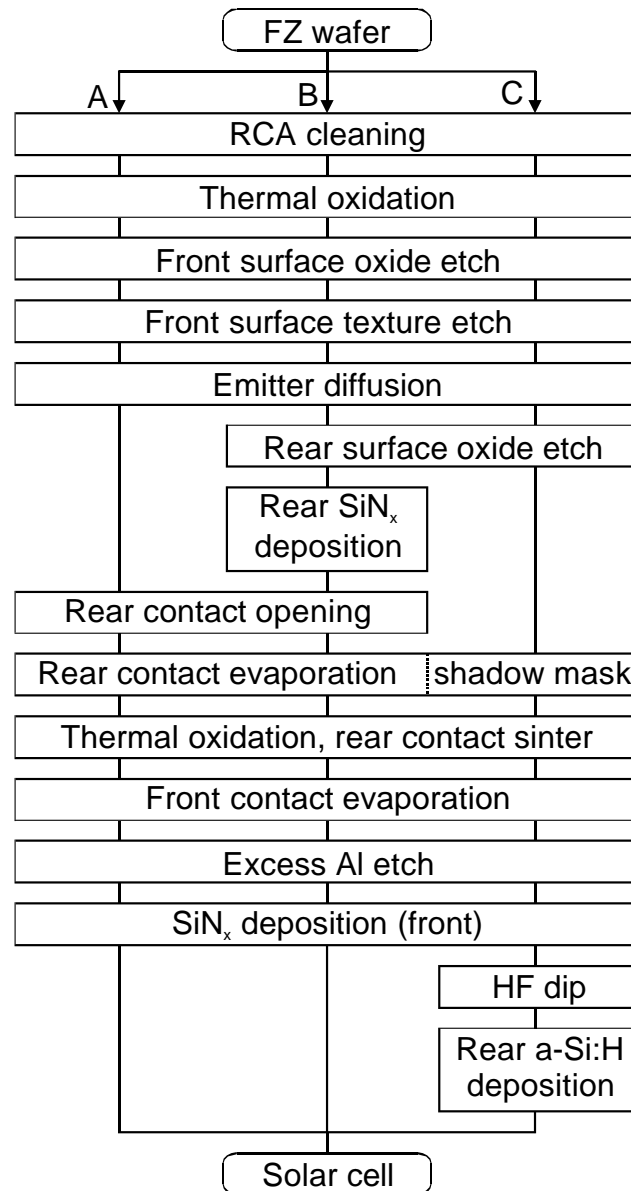 FZ wafer
A B C
RCA cleaning
Thermal oxidation
Front surface oxide etch
Front surface texture etch
Emitter diffusion
Rear surface oxide etch
Rear SiNₓ
deposition
Rear contact opening
Rear contact evaporation shadow mask
Thermal oxidation, rear contact sinter
Front contact evaporation
Excess Al etch
SiNₓ deposition (front)
HF dip
Rear a-Si:H
deposition
Solar cell